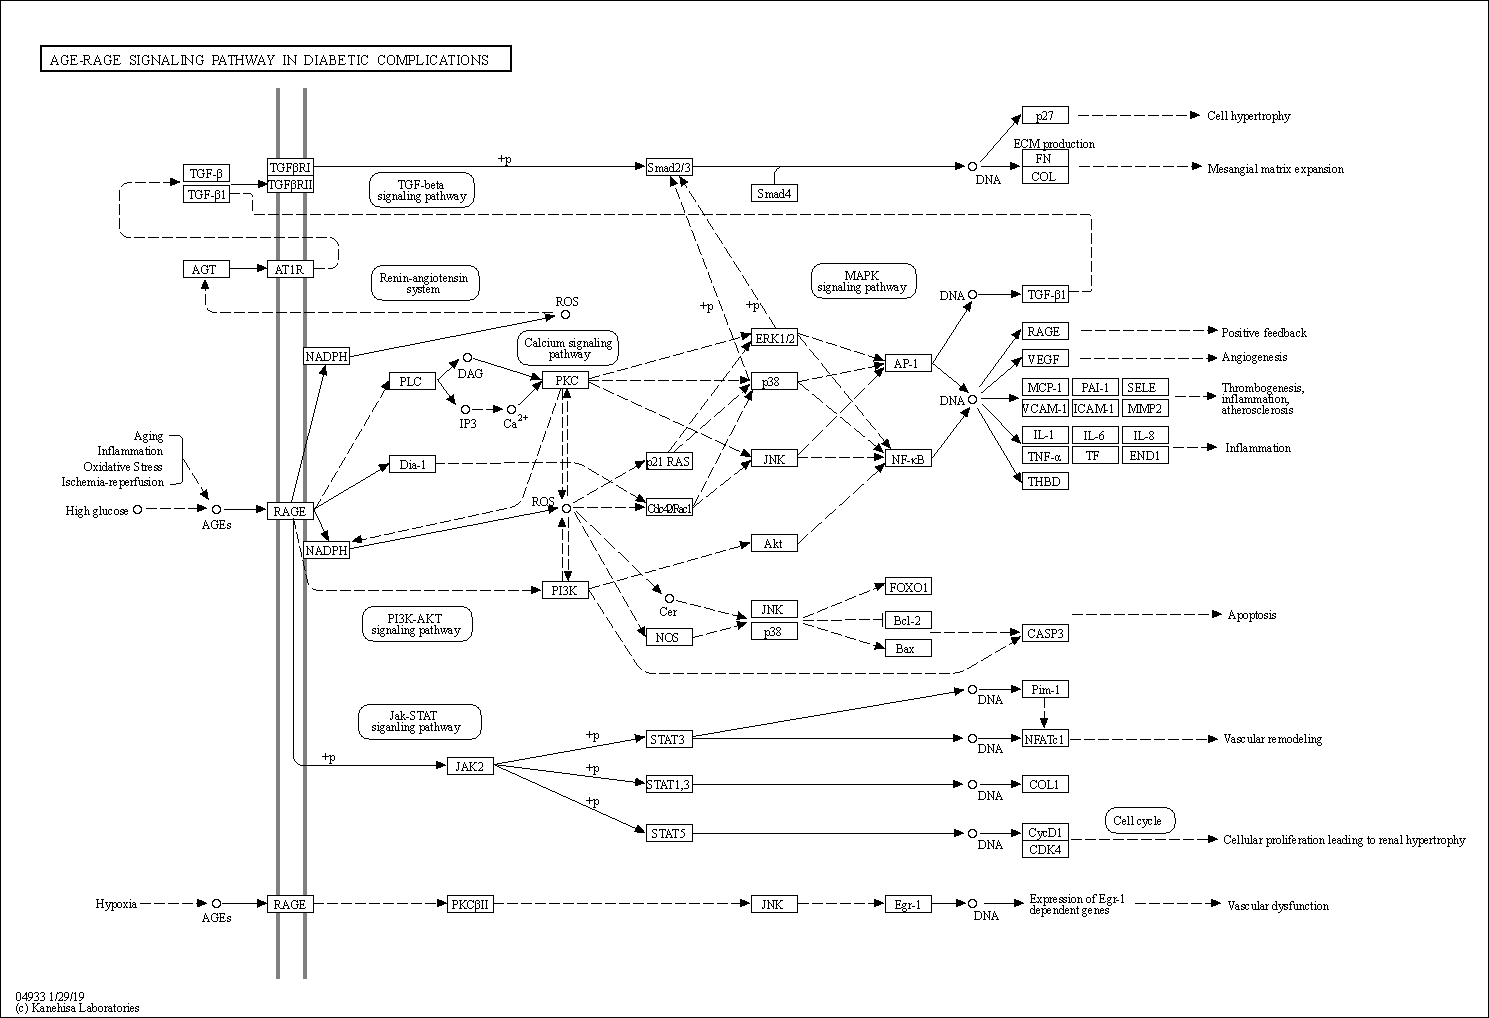 AGE-RAGE SIGNALING PATHWAY IN DIABETIC COMPLICATIONS
p27
Cell hypertrophy
ECM production
TGFβRI
+p
Smad2/3
DNA
FN
Mesangial matrix expansion
COL
TGF-β
TGFβRII
TGF-β1
TGF-beta
signaling pathway
Smad4
AGT
AT1R
Renin-angiotensin
system
MAPK
signaling pathway
ROS
+p
+p
DNA
TGF-β1
NADPH
Calcium signaling
pathway
ERK1/2
RAGE
Positive feedback
PLC
DAG
PKC
p38
AP-1
VEGF
Angiogenesis
IP3
Ca2+
DNA
MCP-1
PAI-1
SELE
VCAM-1
ICAM-1
MMP2
Thrombogenesis,
inflammation,
atherosclerosis
Aging
Inflammation
Oxidative Stress
Ischemia-reperfusion
Dia-1
p21 RAS
JNK
NF-κB
IL-1
IL-6
IL-8
TNF-α
TF
END1
Inflammation
THBD
High glucose
AGEs
RAGE
ROS
Cdc42/Rac1
NADPH
Akt
PI3K
Cer
FOXO1
PI3K-AKT
signaling pathway
NOS
JNK
p38
Bcl-2
Bax
CASP3
Apoptosis
Jak-STAT
siganling pathway
DNA
Pim-1
+p
STAT3
DNA
NFATc1
Vascular remodeling
+p
JAK2
+p
STAT1,3
DNA
COL1
+p
STAT5
DNA
CycD1
CDK4
Cell cycle
Cellular proliferation leading to renal hypertrophy
Hypoxia
AGEs
RAGE
PKCβII
JNK
Egr-1
DNA
Expression of Egr-1
dependent genes
Vascular dysfunction
04933 1/29/19
(c) Kanehisa Laboratories